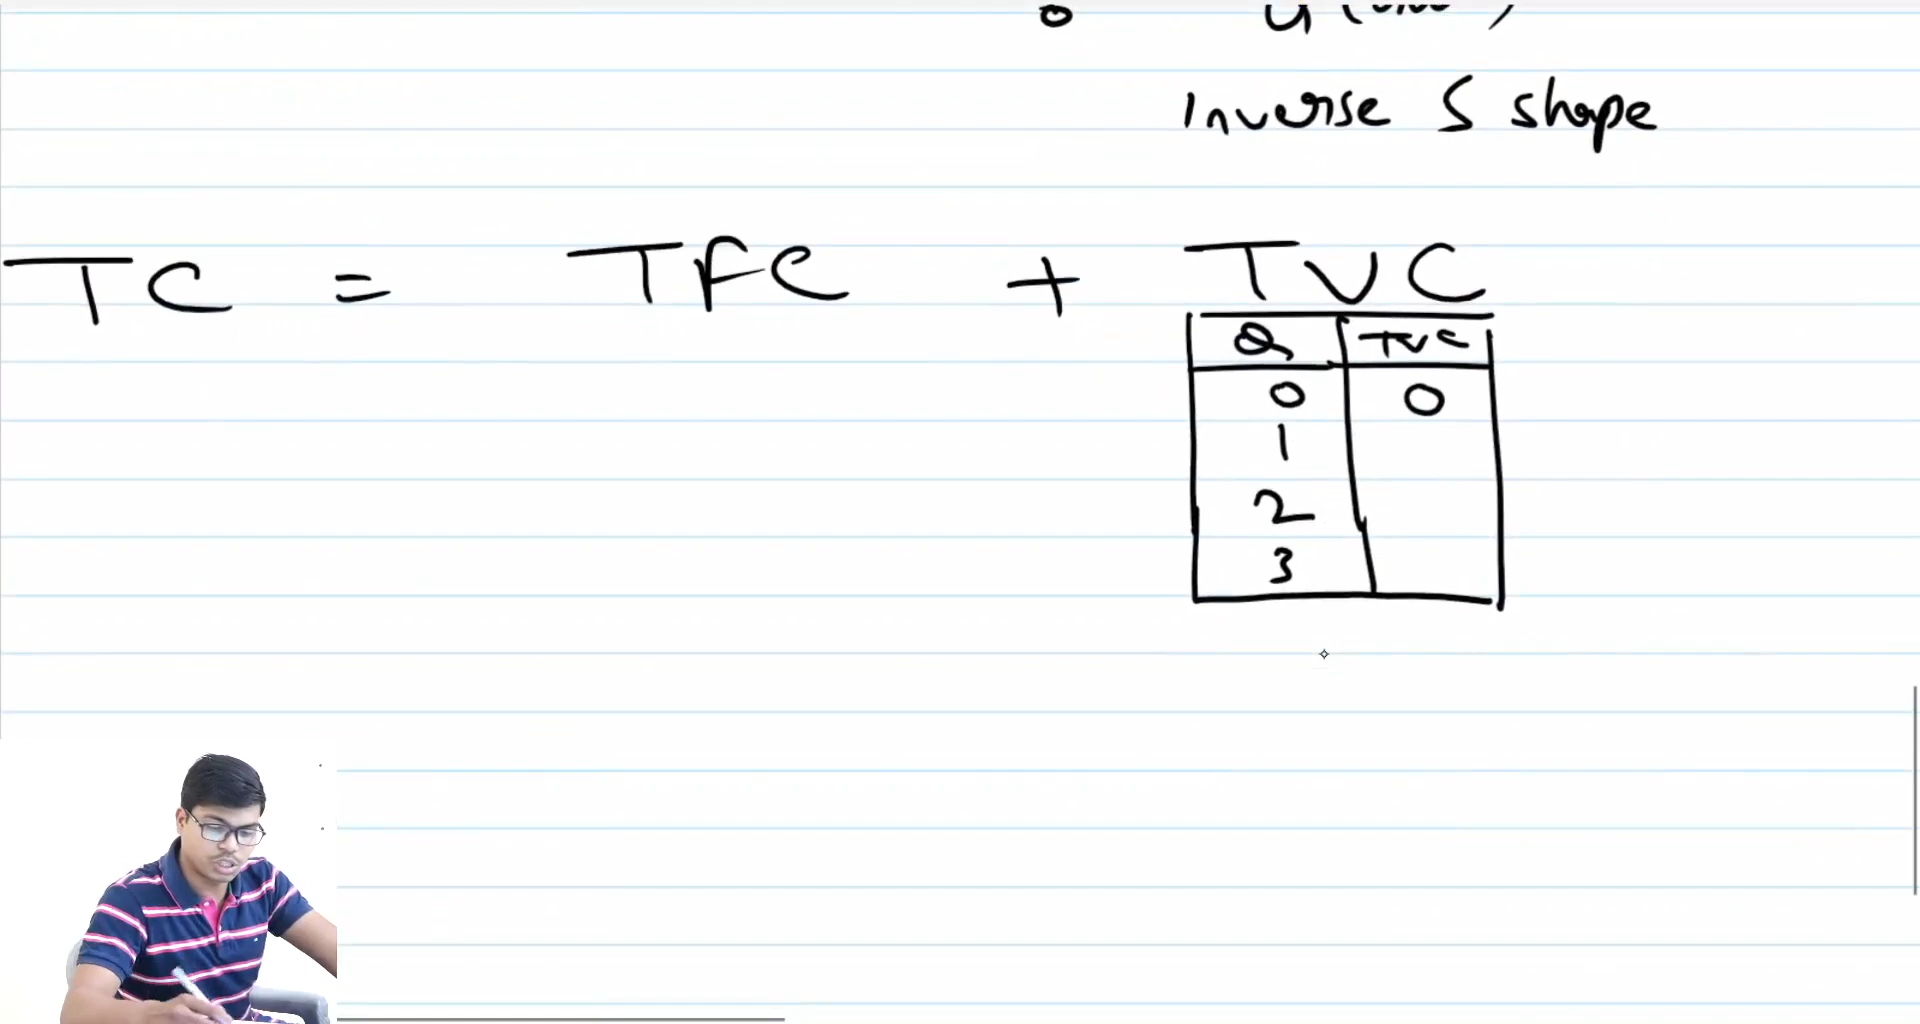 Inverse S shape
TC = TFC + TVC
Q TVC
0 0
1
2
3